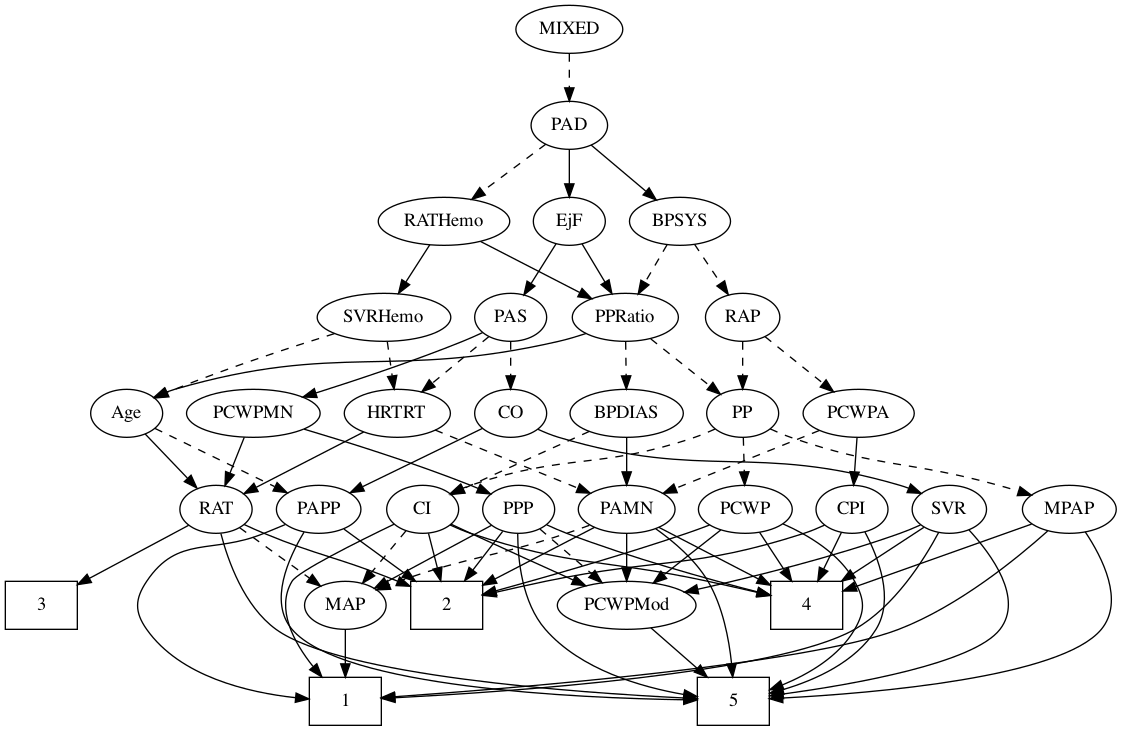 MIXED
PAD
RATHemo
EjF
BPSYS
SVRHemo
PAS
PPRatio
RAP
Age
PCWPMN
HRTRT
CO
BPDIAS
PP
PCWPA
RAT
PAPP
CI
PPP
PAMN
PCWP
CPI
SVR
MPAP
3
MAP
2
PCWPMod
4
1
5